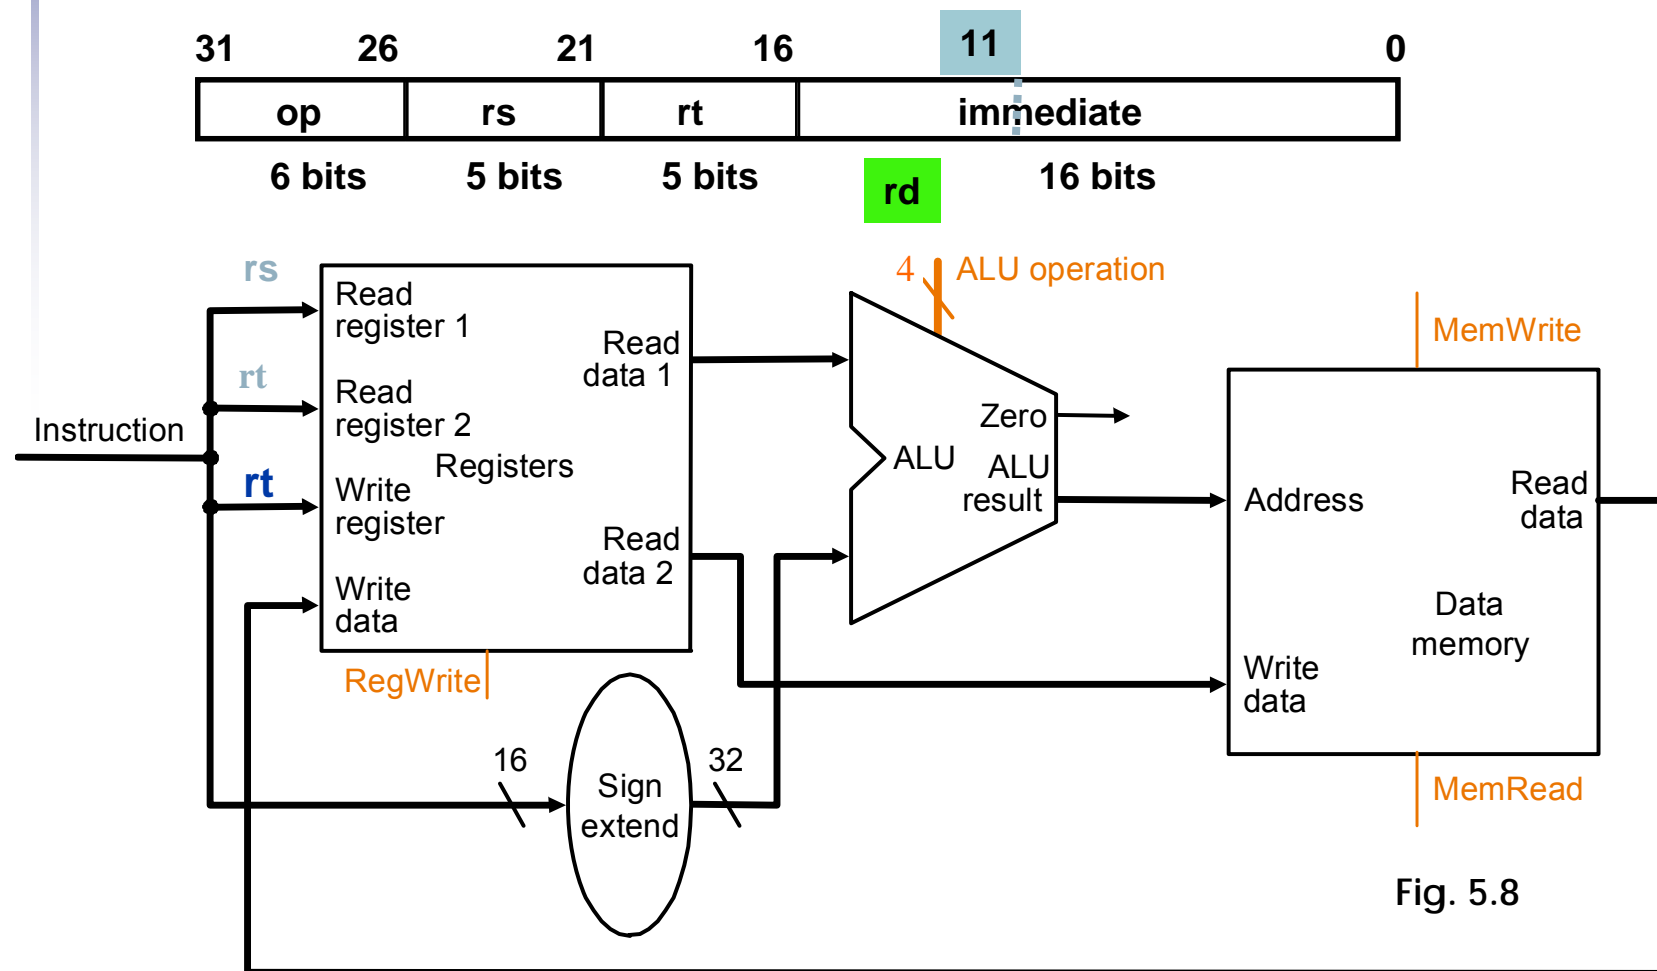 31 26 21 16 11 0
op rs rt immediate
6 bits 5 bits 5 bits rd 16 bits
rs
Read
register 1
rt
Read
register 2
Instruction
Registers
rt
Write
register
Write
data
Read
data 1
Read
data 2
RegWrite
16
Sign
extend
32
4 ALU operation
Zero
ALU
ALU
result
MemWrite
Address
Read
data
Data
memory
Write
data
MemRead
Fig. 5.8